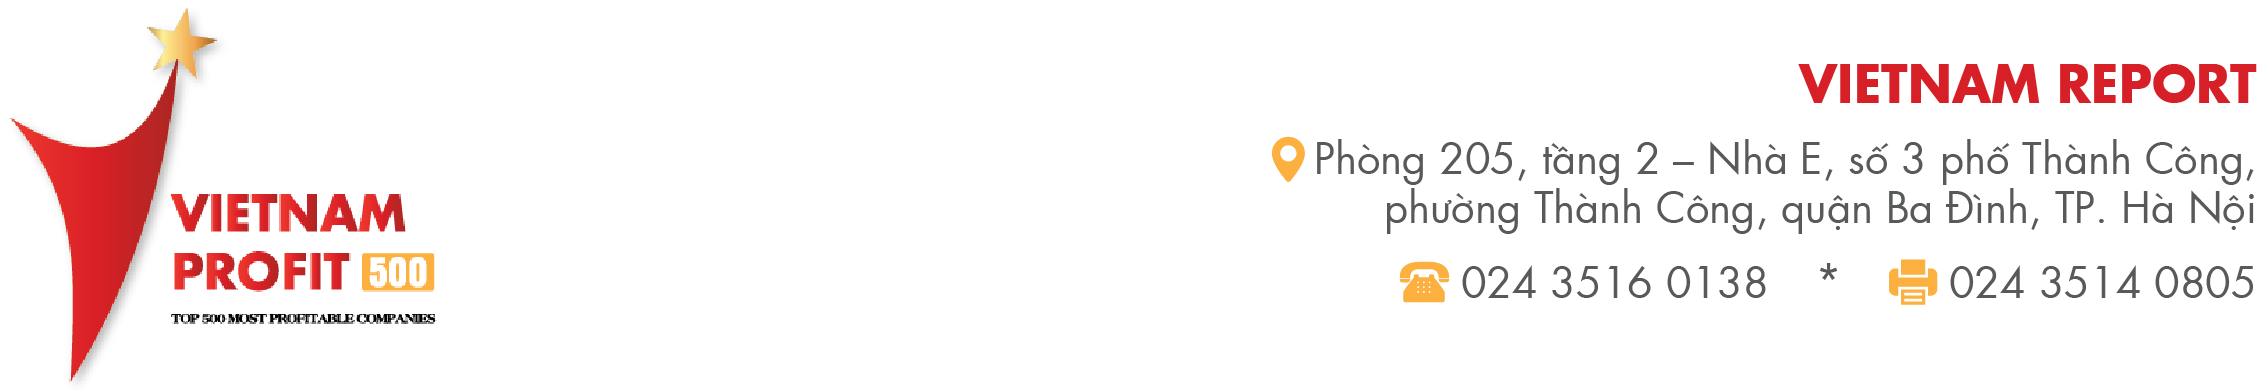 VIETNAM
PROFIT 500
TOP 500 MOST PROFITABLE COMPANIES
VIETNAM REPORT
Phòng 205, tầng 2 – Nhà E, số 3 phố Thành Công,
phường Thành Công, quận Ba Đình, TP. Hà Nội
024 3516 0138 * 024 3514 0805